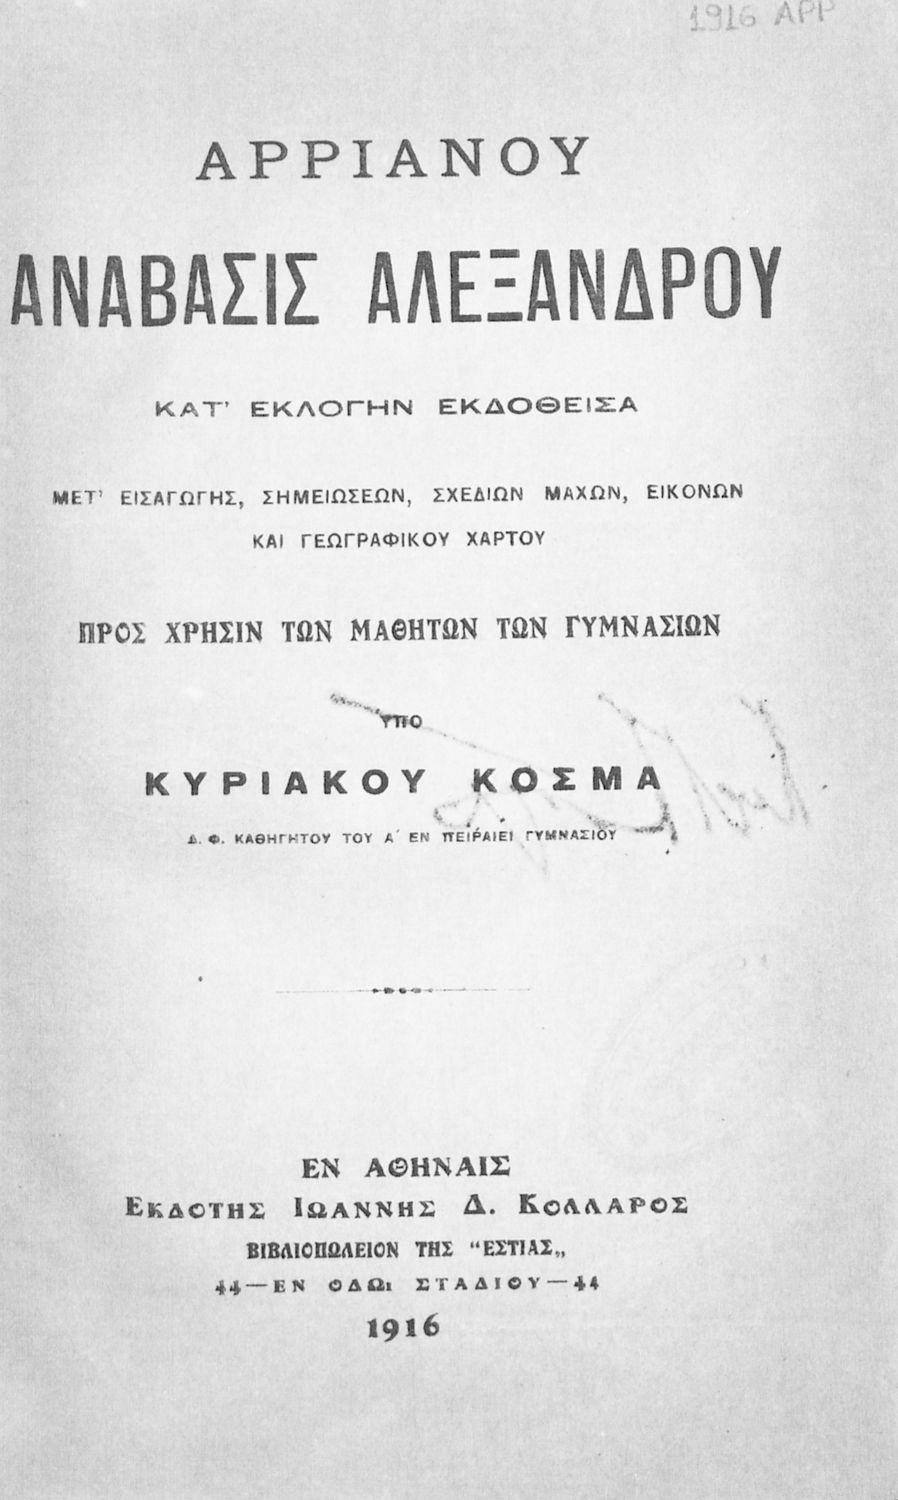 1916 ΑΡΡ
ΑΡΡΙΑΝΟΥ
ΑΝΑΒΑΣΙΣ ΑΛΕΞΑΝΔΡΟΥ
ΚΑΤ' ΕΚΛΟΓΗΝ ΕΚΔΟΘΕΙΣΑ
ΜΕΤ' ΕΙΣΑΓΩΓΗΣ, ΣΗΜΕΙΩΣΕΩΝ, ΣΧΕΔΙΩΝ ΜΑΧΩΝ, ΕΙΚΟΝΩΝ
ΚΑΙ ΓΕΩΓΡΑΦΙΚΟΥ ΧΑΡΤΟΥ
ΠΡΟΣ ΧΡΗΣΙΝ ΤΩΝ ΜΑΘΗΤΩΝ ΤΩΝ ΓΥΜΝΑΣΙΩΝ
ΥΠΟ
ΚΥΡΙΑΚΟΥ ΚΟΣΜΑ
Δ. Φ. ΚΑΘΗΓΗΤΟΥ ΤΟΥ Α΄ ΕΝ ΠΕΙΡΑΙΕΙ ΓΥΜΝΑΣΙΟΥ
ΕΝ ΑΘΗΝΑΙΣ
ΕΚΔΟΤΗΣ ΙΩΑΝΝΗΣ Δ. ΚΟΛΛΑΡΟΣ
ΒΙΒΛΙΟΠΩΛΕΙΟΝ ΤΗΣ “ΕΣΤΙΑΣ„
44—ΕΝ ΟΔΩι ΣΤΑΔΙΟΥ—44
1916